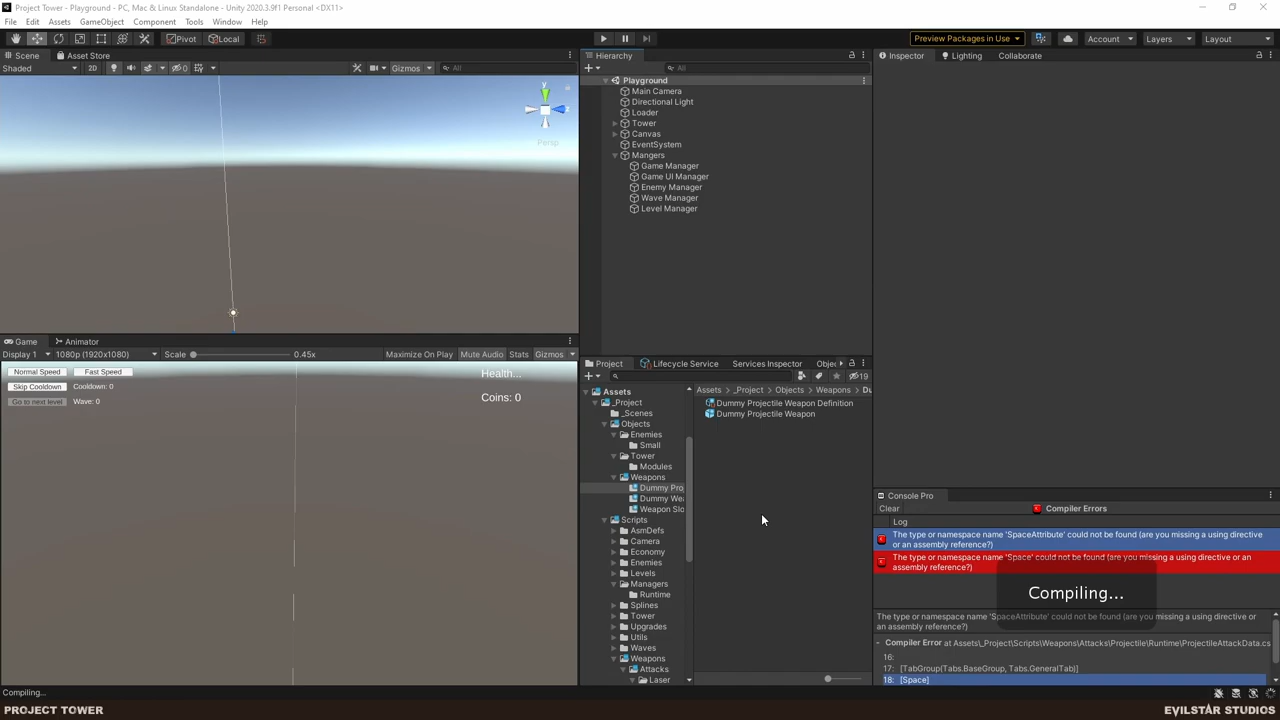 Project Tower - Playground - PC, Mac & Linux Standalone - Unity 2020.3.9f1 Personal <DX11>
File Edit Assets GameObject Component Tools Window Help
Pivot Local Preview Packages in Use Account Layers Layout
Scene Asset Store
Shaded 2D 0 Gizmos All
y
Persp
Hierarchy
All
Playground
Main Camera
Directional Light
Loader
Tower
Canvas
EventSystem
Mangers
Game Manager
Game UI Manager
Enemy Manager
Wave Manager
Level Manager
Inspector Lighting Collaborate
Game Animator
Display 1 1080p (1920x1080) Scale 0.45x Maximize On Play Mute Audio Stats Gizmos
Normal Speed Fast Speed
Skip Cooldown Cooldown: 0
Go to next level Wave: 0
Health...
Coins: 0
Project Lifecycle Service Services Inspector Obje
19
Assets
_Project
_Scenes
Objects
Enemies
Small
Tower
Modules
Weapons
Dummy Pro
Dummy We
Weapon Slo
Scripts
AsmDefs
Camera
Economy
Enemies
Levels
Managers
Runtime
Splines
Tower
Upgrades
Utils
Waves
Weapons
Attacks
Laser
Assets > _Project > Objects > Weapons > Du
Dummy Projectile Weapon Definition
Dummy Projectile Weapon
Console Pro
Clear Compiler Errors
Log
The type or namespace name 'SpaceAttribute' could not be found (are you missing a using directive
or an assembly reference?)
The type or namespace name 'Space' could not be found (are you missing a using directive or an
assembly reference?)
Compiling...
The type or namespace name 'SpaceAttribute' could not be found (are you missing a using directive or
an assembly reference?)
Compiler Error at Assets\_Project\Scripts\Weapons\Attacks\Projectile\Runtime\ProjectileAttackData.cs
16:
17: [TabGroup(Tabs.BaseGroup, Tabs.GeneralTab)]
18: [Space]
Compiling...
PROJECT TOWER
EVILSTAR STUDIOS